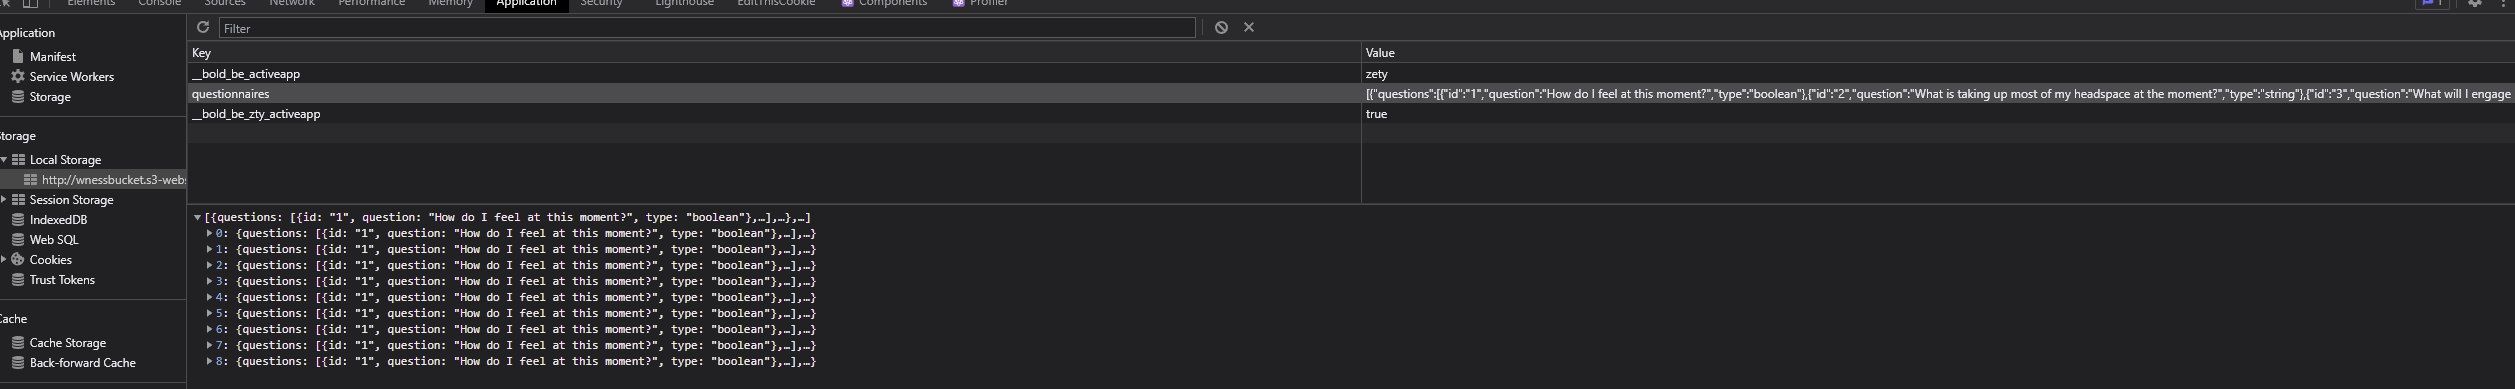 Elements Console Sources Network Performance Memory Application Security Lighthouse EditThisCookie Components Profiler 1
Application
Manifest
Service Workers
Storage
Storage
Local Storage
http://wnessbucket.s3-webs
Session Storage
IndexedDB
Web SQL
Cookies
Trust Tokens
Cache
Cache Storage
Back-forward Cache
Filter
Key Value
__bold_be_activeapp zety
questionnaires [{"questions":[{"id":"1","question":"How do I feel at this moment?","type":"boolean"},{"id":"2","question":"What is taking up most of my headspace at the moment?","type":"string"},{"id":"3","question":"What will I engage
__bold_be_zty_activeapp true
[{questions: [{id: "1", question: "How do I feel at this moment?", type: "boolean"},…],…},…]
0: {questions: [{id: "1", question: "How do I feel at this moment?", type: "boolean"},…],…}
1: {questions: [{id: "1", question: "How do I feel at this moment?", type: "boolean"},…],…}
2: {questions: [{id: "1", question: "How do I feel at this moment?", type: "boolean"},…],…}
3: {questions: [{id: "1", question: "How do I feel at this moment?", type: "boolean"},…],…}
4: {questions: [{id: "1", question: "How do I feel at this moment?", type: "boolean"},…],…}
5: {questions: [{id: "1", question: "How do I feel at this moment?", type: "boolean"},…],…}
6: {questions: [{id: "1", question: "How do I feel at this moment?", type: "boolean"},…],…}
7: {questions: [{id: "1", question: "How do I feel at this moment?", type: "boolean"},…],…}
8: {questions: [{id: "1", question: "How do I feel at this moment?", type: "boolean"},…],…}